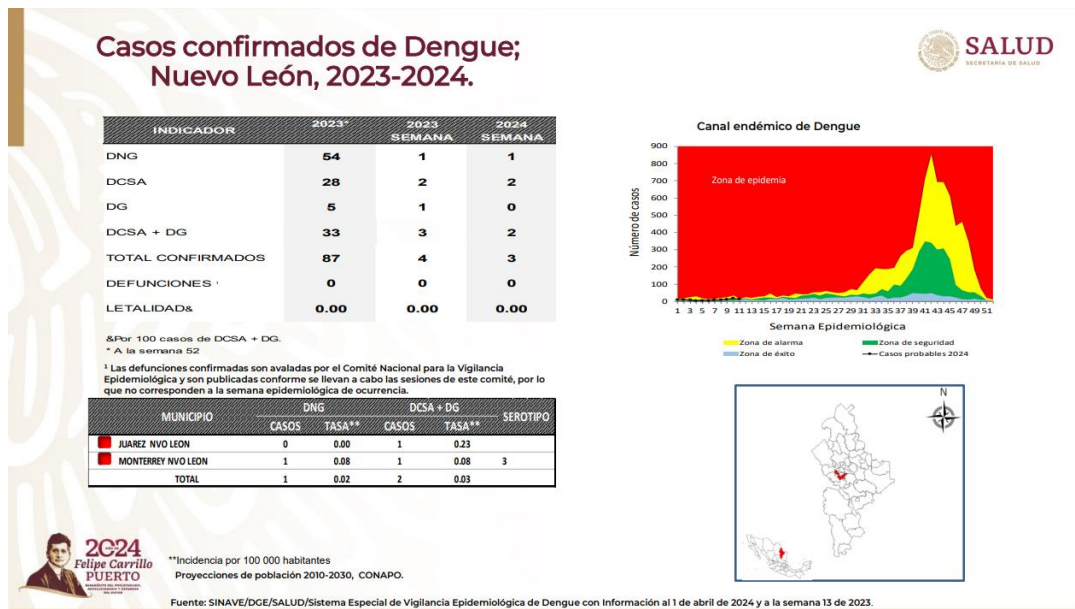 Casos confirmados de Dengue;
Nuevo León, 2023-2024.
SALUD
SECRETARÍA DE SALUD
INDICADOR 2023* 2023 SEMANA 2024 SEMANA
DNG 54 1 1
DCSA 28 2 2
DG 5 1 0
DCSA + DG 33 3 2
TOTAL CONFIRMADOS 87 4 3
DEFUNCIONES ¹ 0 0 0
LETALIDAD& 0.00 0.00 0.00
&Por 100 casos de DCSA + DG.
* A la semana 52
¹ Las defunciones confirmadas son avaladas por el Comité Nacional para la Vigilancia
Epidemiológica y son publicadas conforme se llevan a cabo las sesiones de este comité, por lo
que no corresponden a la semana epidemiológica de ocurrencia.
MUNICIPIO DNG DCSA + DG SEROTIPO
CASOS TASA** CASOS TASA**
JUAREZ NVO LEON 0 0.00 1 0.23
MONTERREY NVO LEON 1 0.08 1 0.08 3
TOTAL 1 0.02 2 0.03
Canal endémico de Dengue
Número de casos
900
800
700
600
500
400
300
200
100
0
Zona de epidemia
1 3 5 7 9 11 13 15 17 19 21 23 25 27 29 31 33 35 37 39 41 43 45 47 49 51
Semana Epidemiológica
Zona de alarma Zona de seguridad
Zona de éxito Casos probables 2024
N
2024
Felipe Carrillo
PUERTO
**Incidencia por 100 000 habitantes
Proyecciones de población 2010-2030, CONAPO.
Fuente: SINAVE/DGE/SALUD/Sistema Especial de Vigilancia Epidemiológica de Dengue con Información al 1 de abril de 2024 y a la semana 13 de 2023.